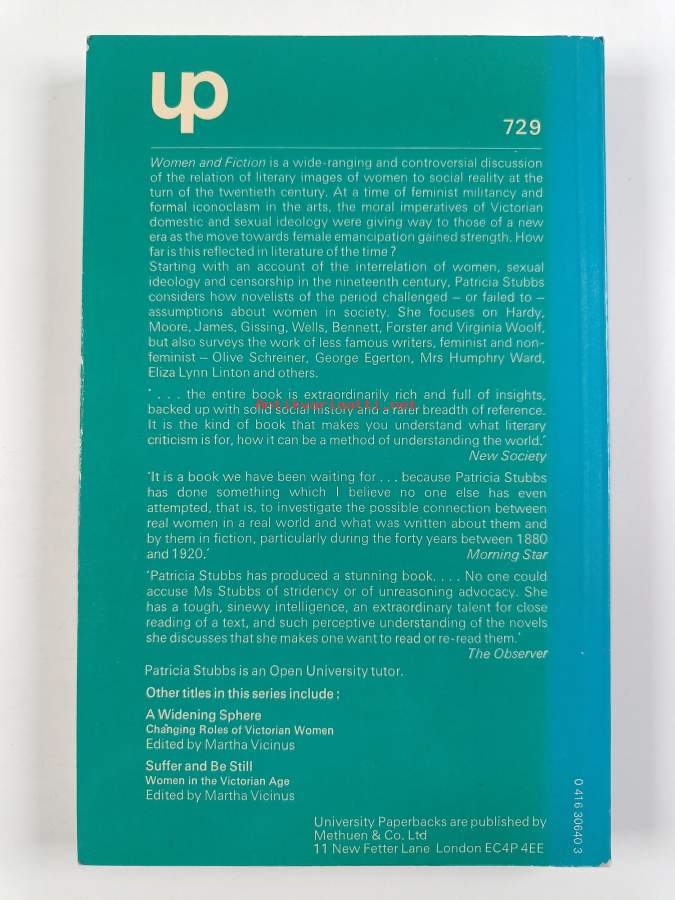 up
729
Women and Fiction is a wide-ranging and controversial discussion
of the relation of literary images of women to social reality at the
turn of the twentieth century. At a time of feminist militancy and
formal iconoclasm in the arts, the moral imperatives of Victorian
domestic and sexual ideology were giving way to those of a new
era as the move towards female emancipation gained strength. How
far is this reflected in literature of the time?
Starting with an account of the interrelation of women, sexual
ideology and censorship in the nineteenth century, Patricia Stubbs
considers how novelists of the period challenged – or failed to –
assumptions about women in society. She focuses on Hardy,
Moore, James, Gissing, Wells, Bennett, Forster and Virginia Woolf,
but also surveys the work of less famous writers, feminist and non-
feminist – Olive Schreiner, George Egerton, Mrs Humphry Ward,
Eliza Lynn Linton and others.
'. . . the entire book is extraordinarily rich and full of insights,
antikvariaatti.net
backed up with solid social history and a rarer breadth of reference.
It is the kind of book that makes you understand what literary
criticism is for, how it can be a method of understanding the world.'
New Society
'It is a book we have been waiting for . . . because Patricia Stubbs
has done something which I believe no one else has even
attempted, that is, to investigate the possible connection between
real women in a real world and what was written about them and
by them in fiction, particularly during the forty years between 1880
and 1920.' Morning Star
'Patricia Stubbs has produced a stunning book. . . . No one could
accuse Ms Stubbs of stridency or of unreasoning advocacy. She
has a tough, sinewy intelligence, an extraordinary talent for close
reading of a text, and such perceptive understanding of the novels
she discusses that she makes one want to read or re-read them.'
The Observer
Patricia Stubbs is an Open University tutor.
Other titles in this series include :
A Widening Sphere
Changing Roles of Victorian Women
Edited by Martha Vicinus
Suffer and Be Still
Women in the Victorian Age
Edited by Martha Vicinus
University Paperbacks are published by
Methuen & Co. Ltd
11 New Fetter Lane London EC4P 4EE
0 416 30640 3